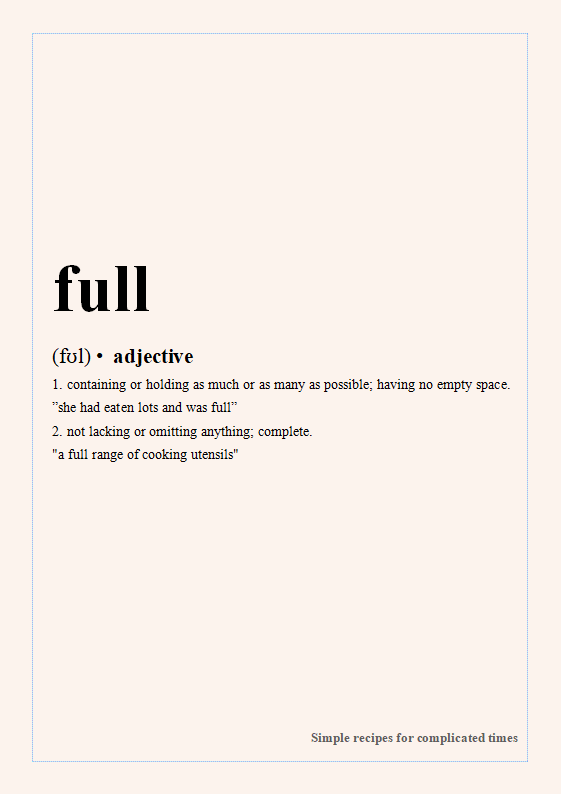 full
(fʊl) • adjective
1. containing or holding as much or as many as possible; having no empty space.
”she had eaten lots and was full”
2. not lacking or omitting anything; complete.
"a full range of cooking utensils"
Simple recipes for complicated times